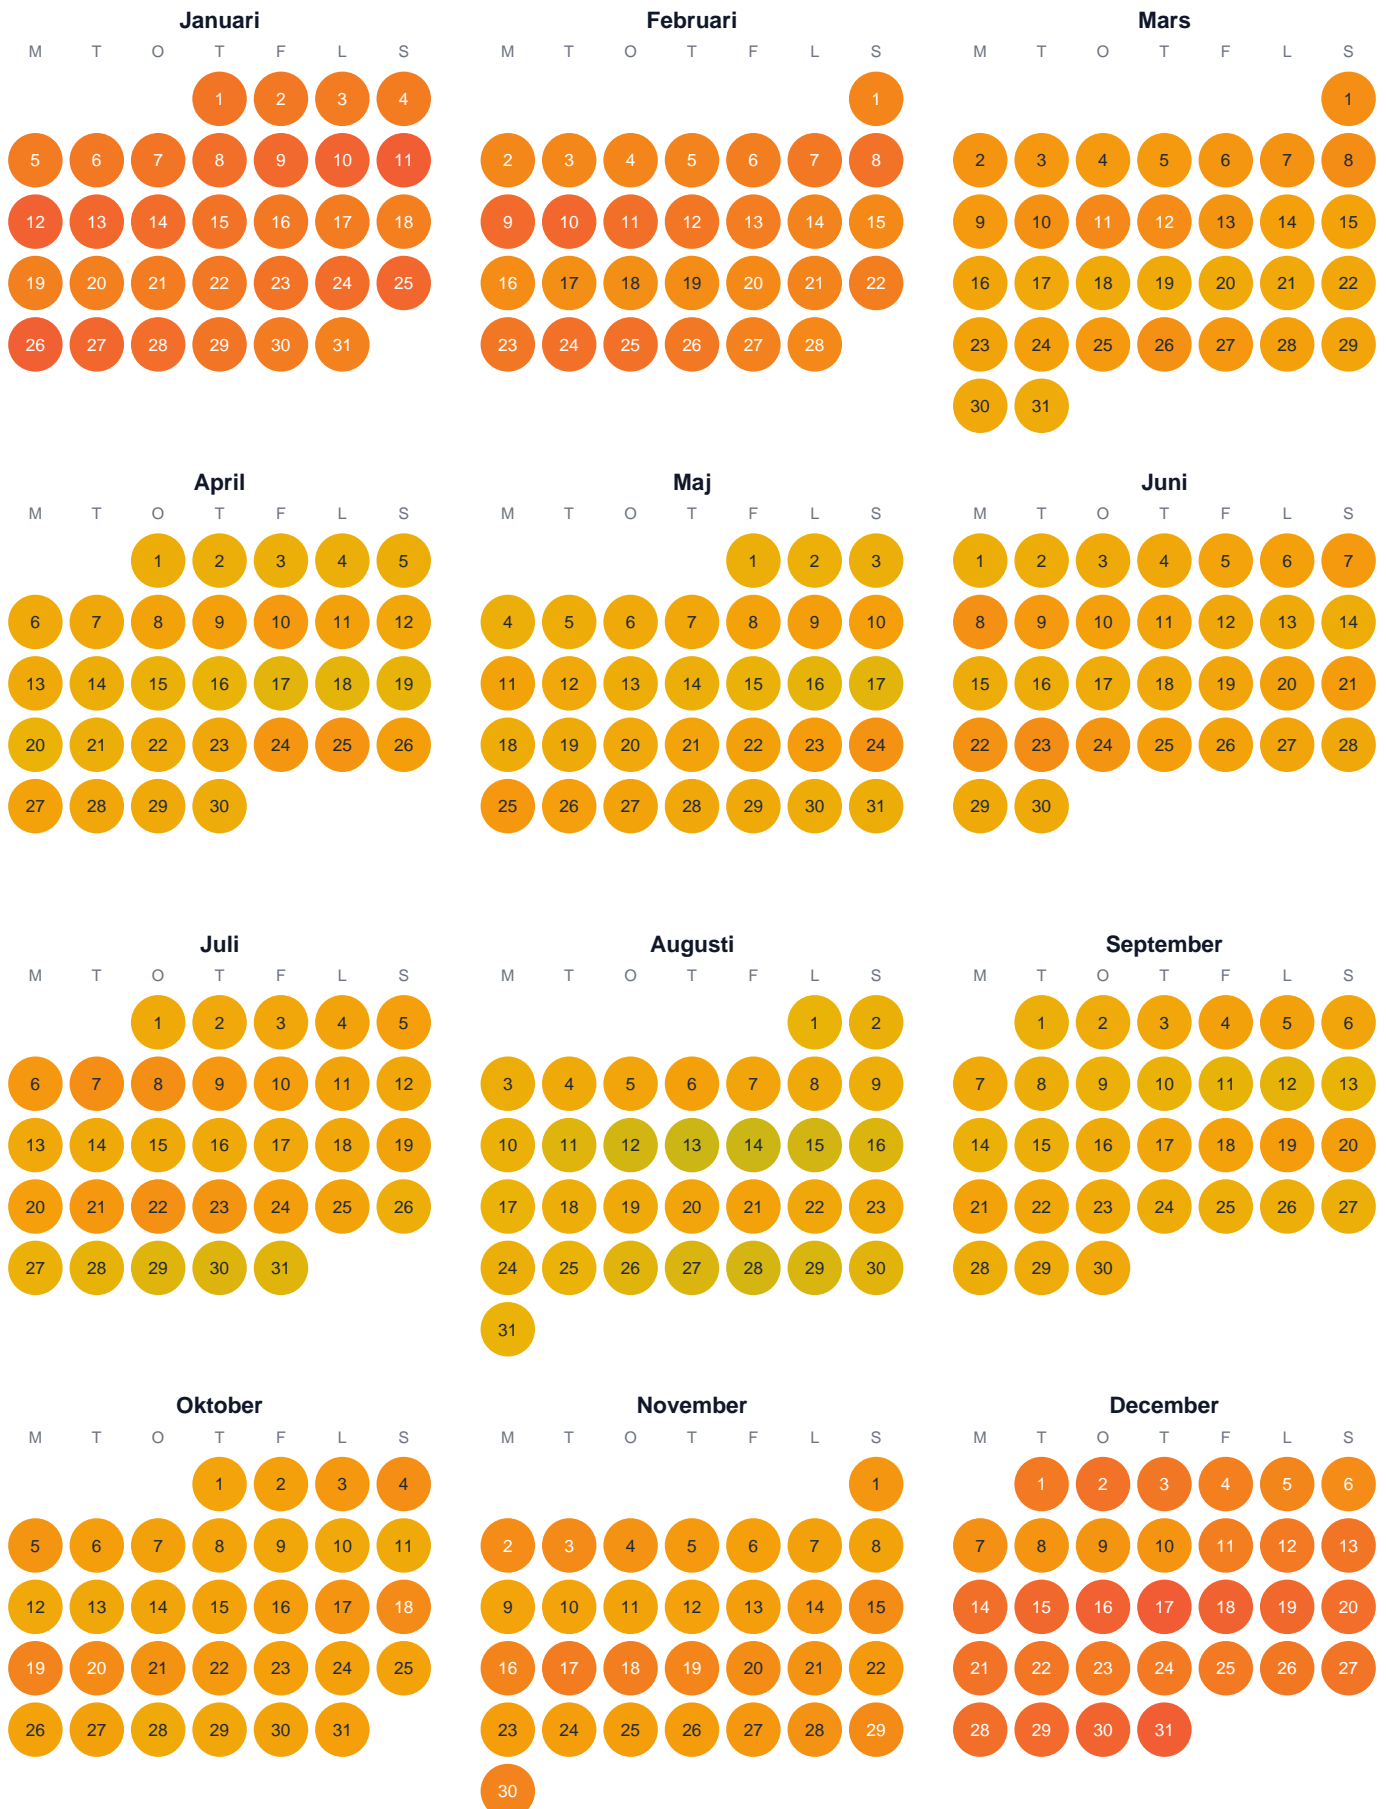 Januari
M T O T F L S
1 2 3 4
5 6 7 8 9 10 11
12 13 14 15 16 17 18
19 20 21 22 23 24 25
26 27 28 29 30 31
Februari
M T O T F L S
1
2 3 4 5 6 7 8
9 10 11 12 13 14 15
16 17 18 19 20 21 22
23 24 25 26 27 28
Mars
M T O T F L S
1
2 3 4 5 6 7 8
9 10 11 12 13 14 15
16 17 18 19 20 21 22
23 24 25 26 27 28 29
30 31
April
M T O T F L S
1 2 3 4 5
6 7 8 9 10 11 12
13 14 15 16 17 18 19
20 21 22 23 24 25 26
27 28 29 30
Maj
M T O T F L S
1 2 3
4 5 6 7 8 9 10
11 12 13 14 15 16 17
18 19 20 21 22 23 24
25 26 27 28 29 30 31
Juni
M T O T F L S
1 2 3 4 5 6 7
8 9 10 11 12 13 14
15 16 17 18 19 20 21
22 23 24 25 26 27 28
29 30
Juli
M T O T F L S
1 2 3 4 5
6 7 8 9 10 11 12
13 14 15 16 17 18 19
20 21 22 23 24 25 26
27 28 29 30 31
Augusti
M T O T F L S
1 2
3 4 5 6 7 8 9
10 11 12 13 14 15 16
17 18 19 20 21 22 23
24 25 26 27 28 29 30
31
September
M T O T F L S
1 2 3 4 5 6
7 8 9 10 11 12 13
14 15 16 17 18 19 20
21 22 23 24 25 26 27
28 29 30
Oktober
M T O T F L S
1 2 3 4
5 6 7 8 9 10 11
12 13 14 15 16 17 18
19 20 21 22 23 24 25
26 27 28 29 30 31
November
M T O T F L S
1
2 3 4 5 6 7 8
9 10 11 12 13 14 15
16 17 18 19 20 21 22
23 24 25 26 27 28 29
30
December
M T O T F L S
1 2 3 4 5 6
7 8 9 10 11 12 13
14 15 16 17 18 19 20
21 22 23 24 25 26 27
28 29 30 31